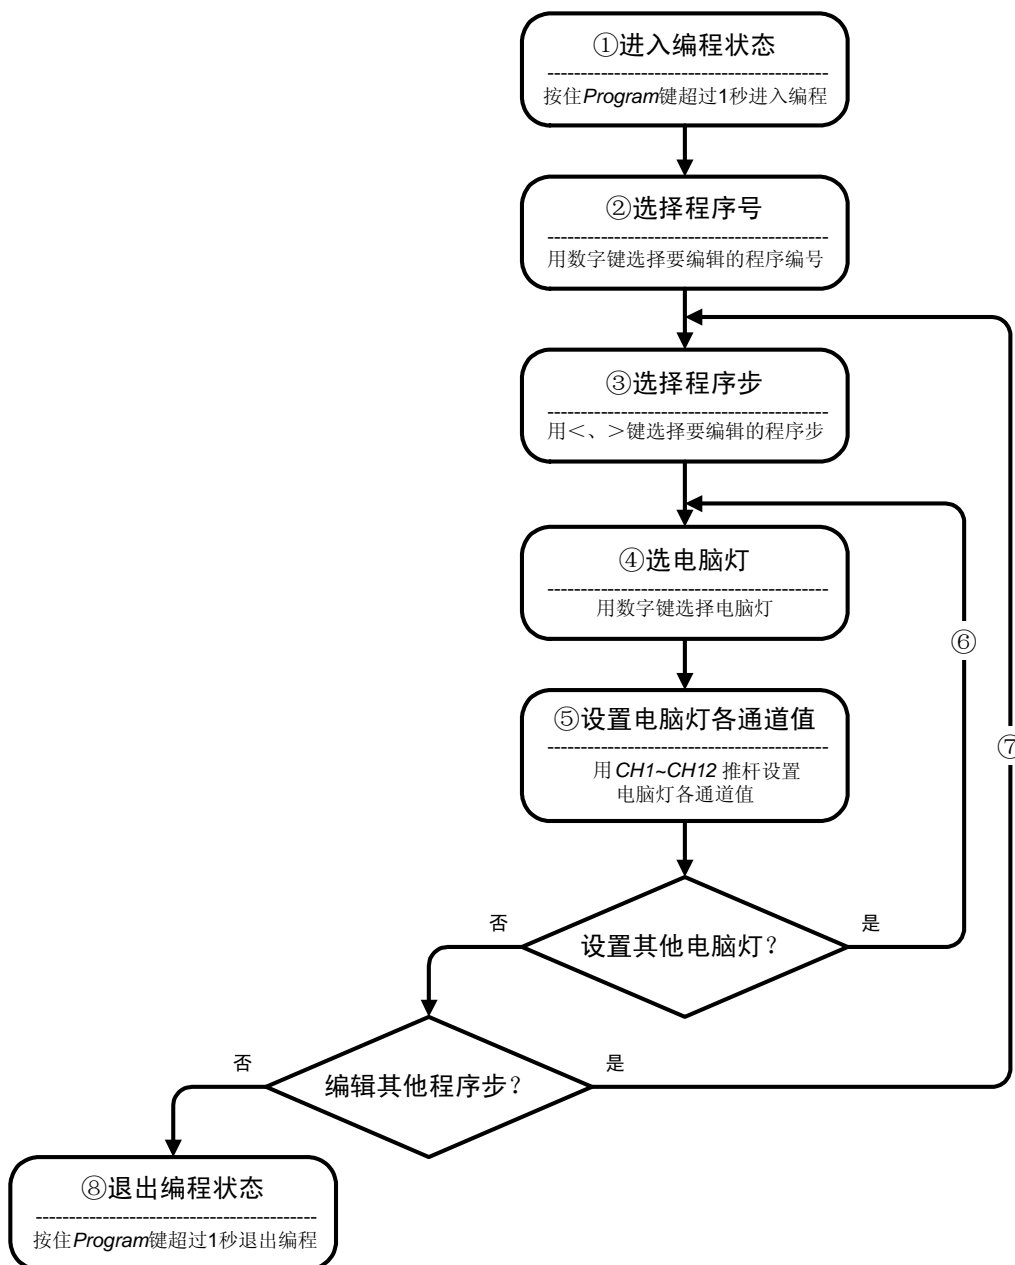 ①进入编程状态
按住Program键超过1秒进入编程
②选择程序号
用数字键选择要编辑的程序编号
③选择程序步
用＜、＞键选择要编辑的程序步
④选电脑灯
用数字键选择电脑灯
⑥
⑤设置电脑灯各通道值
⑦
用CH1~CH12 推杆设置
电脑灯各通道值
否
是
设置其他电脑灯？
否
是
编辑其他程序步？
⑧退出编程状态
按住Program键超过1秒退出编程